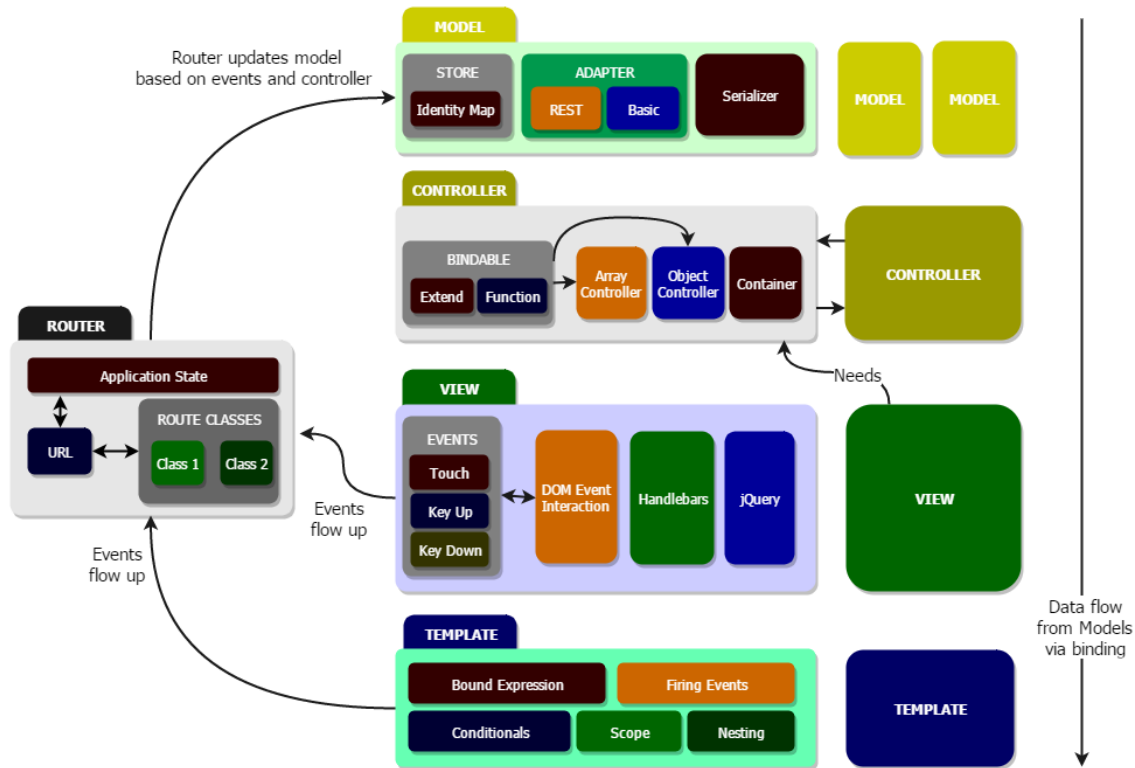 MODEL
Router updates model
based on events and controller
STORE
Identity Map
ADAPTER
REST
Basic
Serializer
MODEL
MODEL
CONTROLLER
BINDABLE
Extend
Function
Array
Controller
Object
Controller
Container
CONTROLLER
Needs
ROUTER
Application State
URL
ROUTE CLASSES
Class 1
Class 2
VIEW
EVENTS
Touch
Key Up
Key Down
DOM Event
Interaction
Handlebars
jQuery
VIEW
Events
flow up
Events
flow up
TEMPLATE
Bound Expression
Firing Events
Conditionals
Scope
Nesting
TEMPLATE
Data flow
from Models
via binding